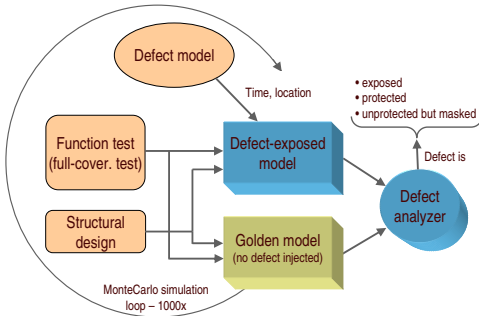 Defect model
Time, location
• exposed
• protected
• unprotected but masked
Function test
(full-cover. test)
Defect-exposed
model
Defect is
Defect
analyzer
Structural
design
Golden model
(no defect injected)
MonteCarlo simulation
loop – 1000x